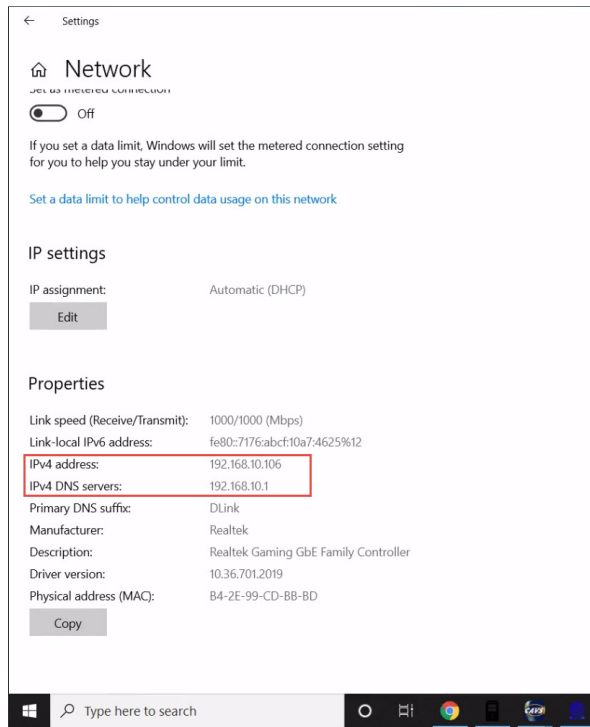 Settings
Network
Set as metered connection
Off
If you set a data limit, Windows will set the metered connection setting
for you to help you stay under your limit.
Set a data limit to help control data usage on this network
IP settings
IP assignment: Automatic (DHCP)
Edit
Properties
Link speed (Receive/Transmit): 1000/1000 (Mbps)
Link-local IPv6 address: fe80::7176:abcf:10a7:4625%12
IPv4 address: 192.168.10.106
IPv4 DNS servers: 192.168.10.1
Primary DNS suffix: DLink
Manufacturer: Realtek
Description: Realtek Gaming GbE Family Controller
Driver version: 10.36.701.2019
Physical address (MAC): B4-2E-99-CD-BB-BD
Copy
Type here to search
CAVS